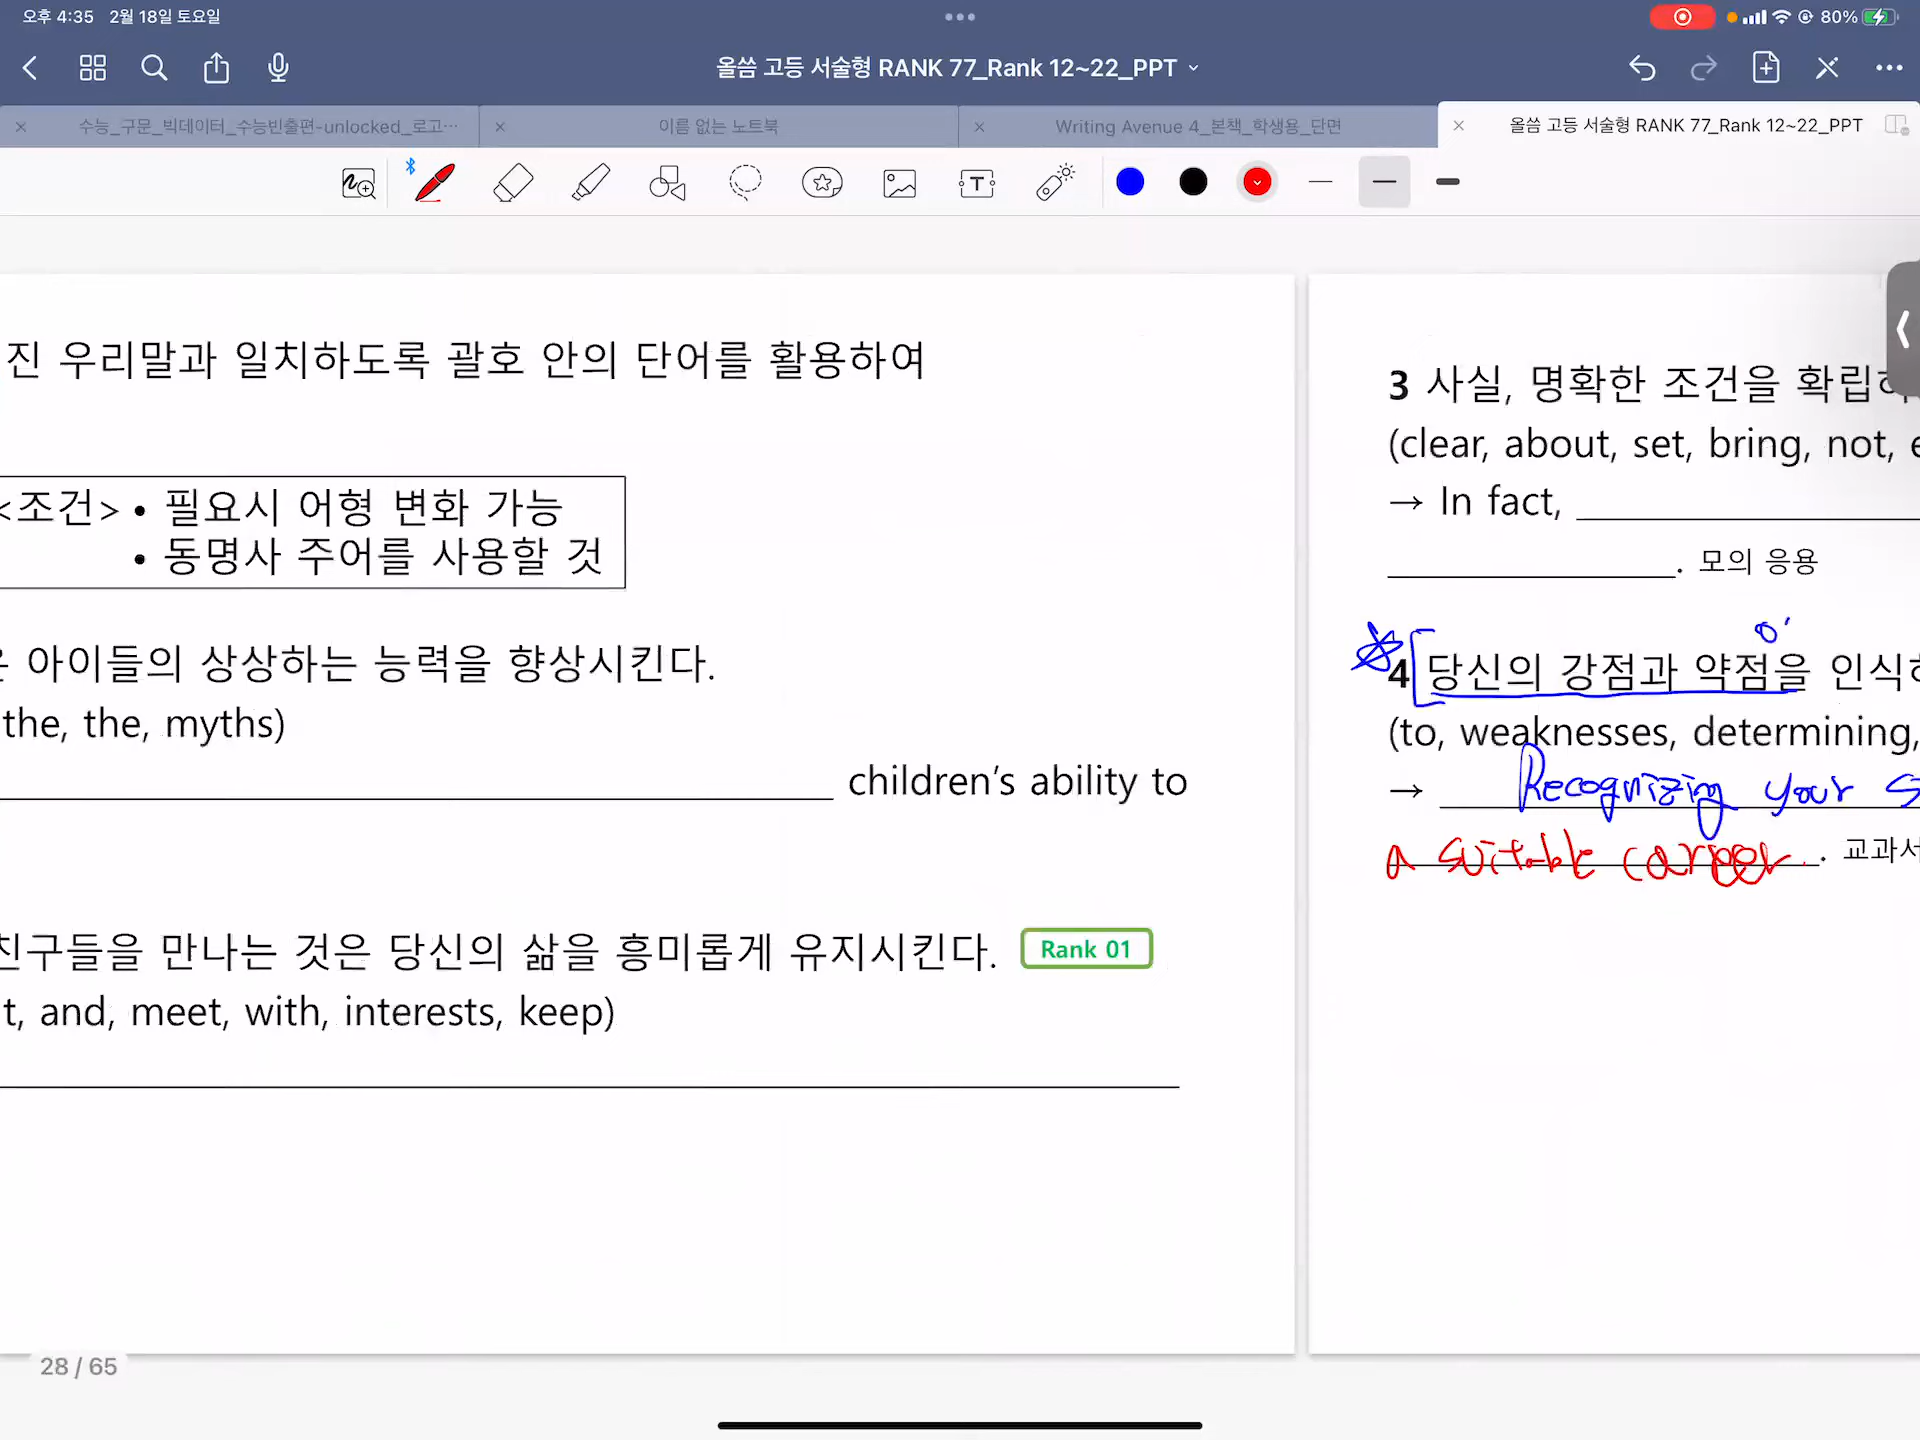 오후 4:35 2월 18일 토요일
80%
올씀 고등 서술형 RANK 77_Rank 12~22_PPT
수능_구문_빅데이터_수능빈출편-unlocked_로고…
이름 없는 노트북
Writing Avenue 4_본책_학생용_단면
올씀 고등 서술형 RANK 77_Rank 12~22_PPT
진 우리말과 일치하도록 괄호 안의 단어를 활용하여
<조건> • 필요시 어형 변화 가능
• 동명사 주어를 사용할 것
아이들의 상상하는 능력을 향상시킨다.
the, the, myths)
children's ability to
친구들을 만나는 것은 당신의 삶을 흥미롭게 유지시킨다. Rank 01
t, and, meet, with, interests, keep)
3 사실, 명확한 조건을 확립하
(clear, about, set, bring, not, e
→ In fact,
. 모의 응용
4 당신의 강점과 약점을 인식하
(to, weaknesses, determining,
→ Recognizing your s
a suitable career. 교과서
28 / 65